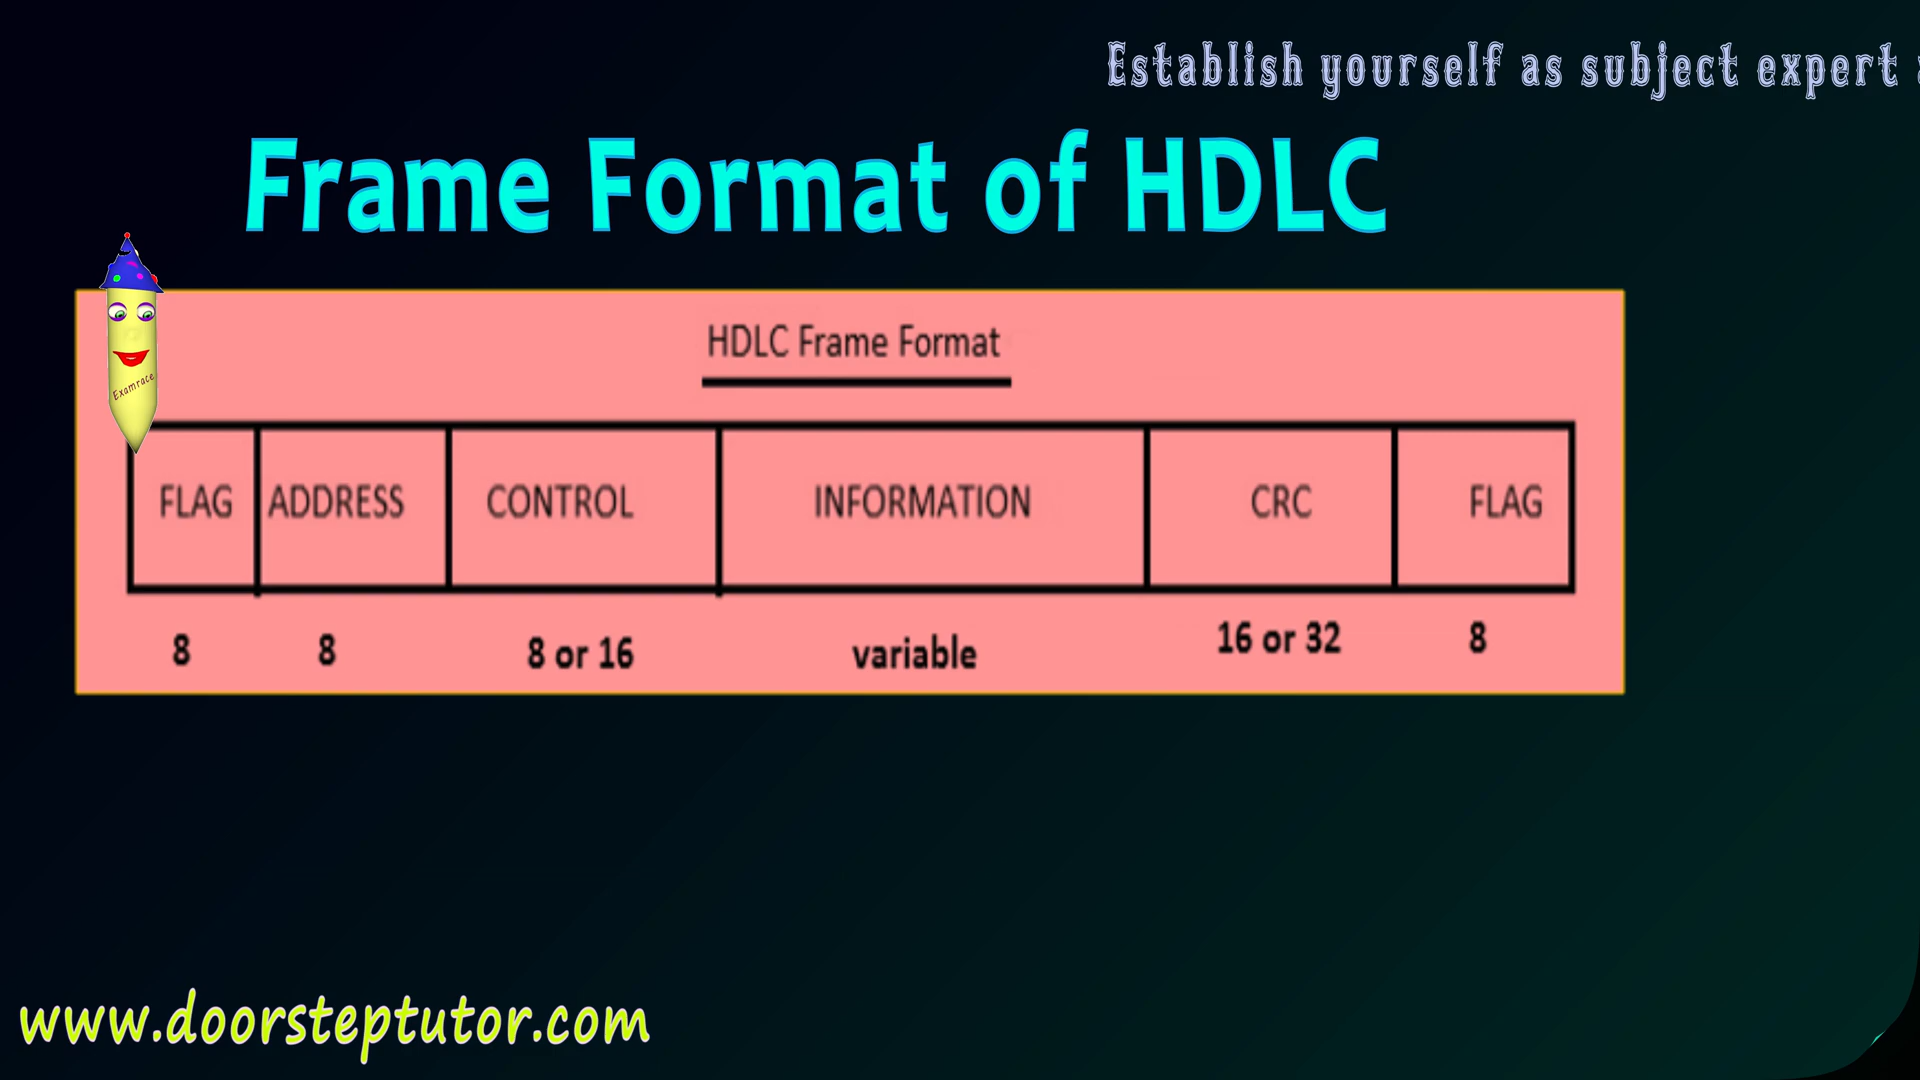 Establish yourself as subject expert
Frame Format of HDLC
Examrace
HDLC Frame Format
FLAG ADDRESS CONTROL INFORMATION CRC FLAG
8 8 8 or 16 variable 16 or 32 8
www.doorsteptutor.com